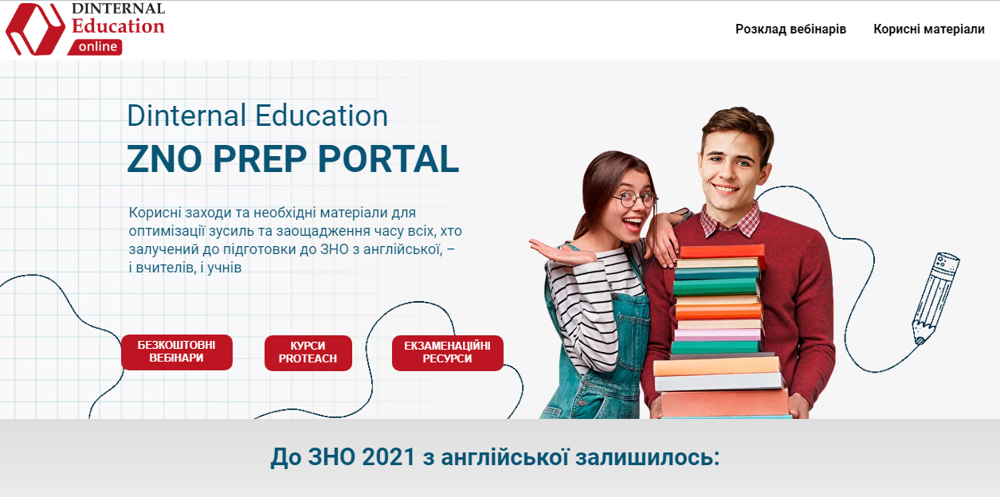 DINTERNAL
Education
online
Розклад вебінарів
Корисні матеріали
Dinternal Education
ZNO PREP PORTAL
Корисні заходи та необхідні матеріали для
оптимізації зусиль та заощадження часу всіх, хто
залучений до підготовки до ЗНО з англійської, –
і вчителів, і учнів
БЕЗКОШТОВНІ
ВЕБІНАРИ
КУРСИ
PROTEACH
ЕКЗАМЕНАЦІЙНІ
РЕСУРСИ
До ЗНО 2021 з англійської залишилось: